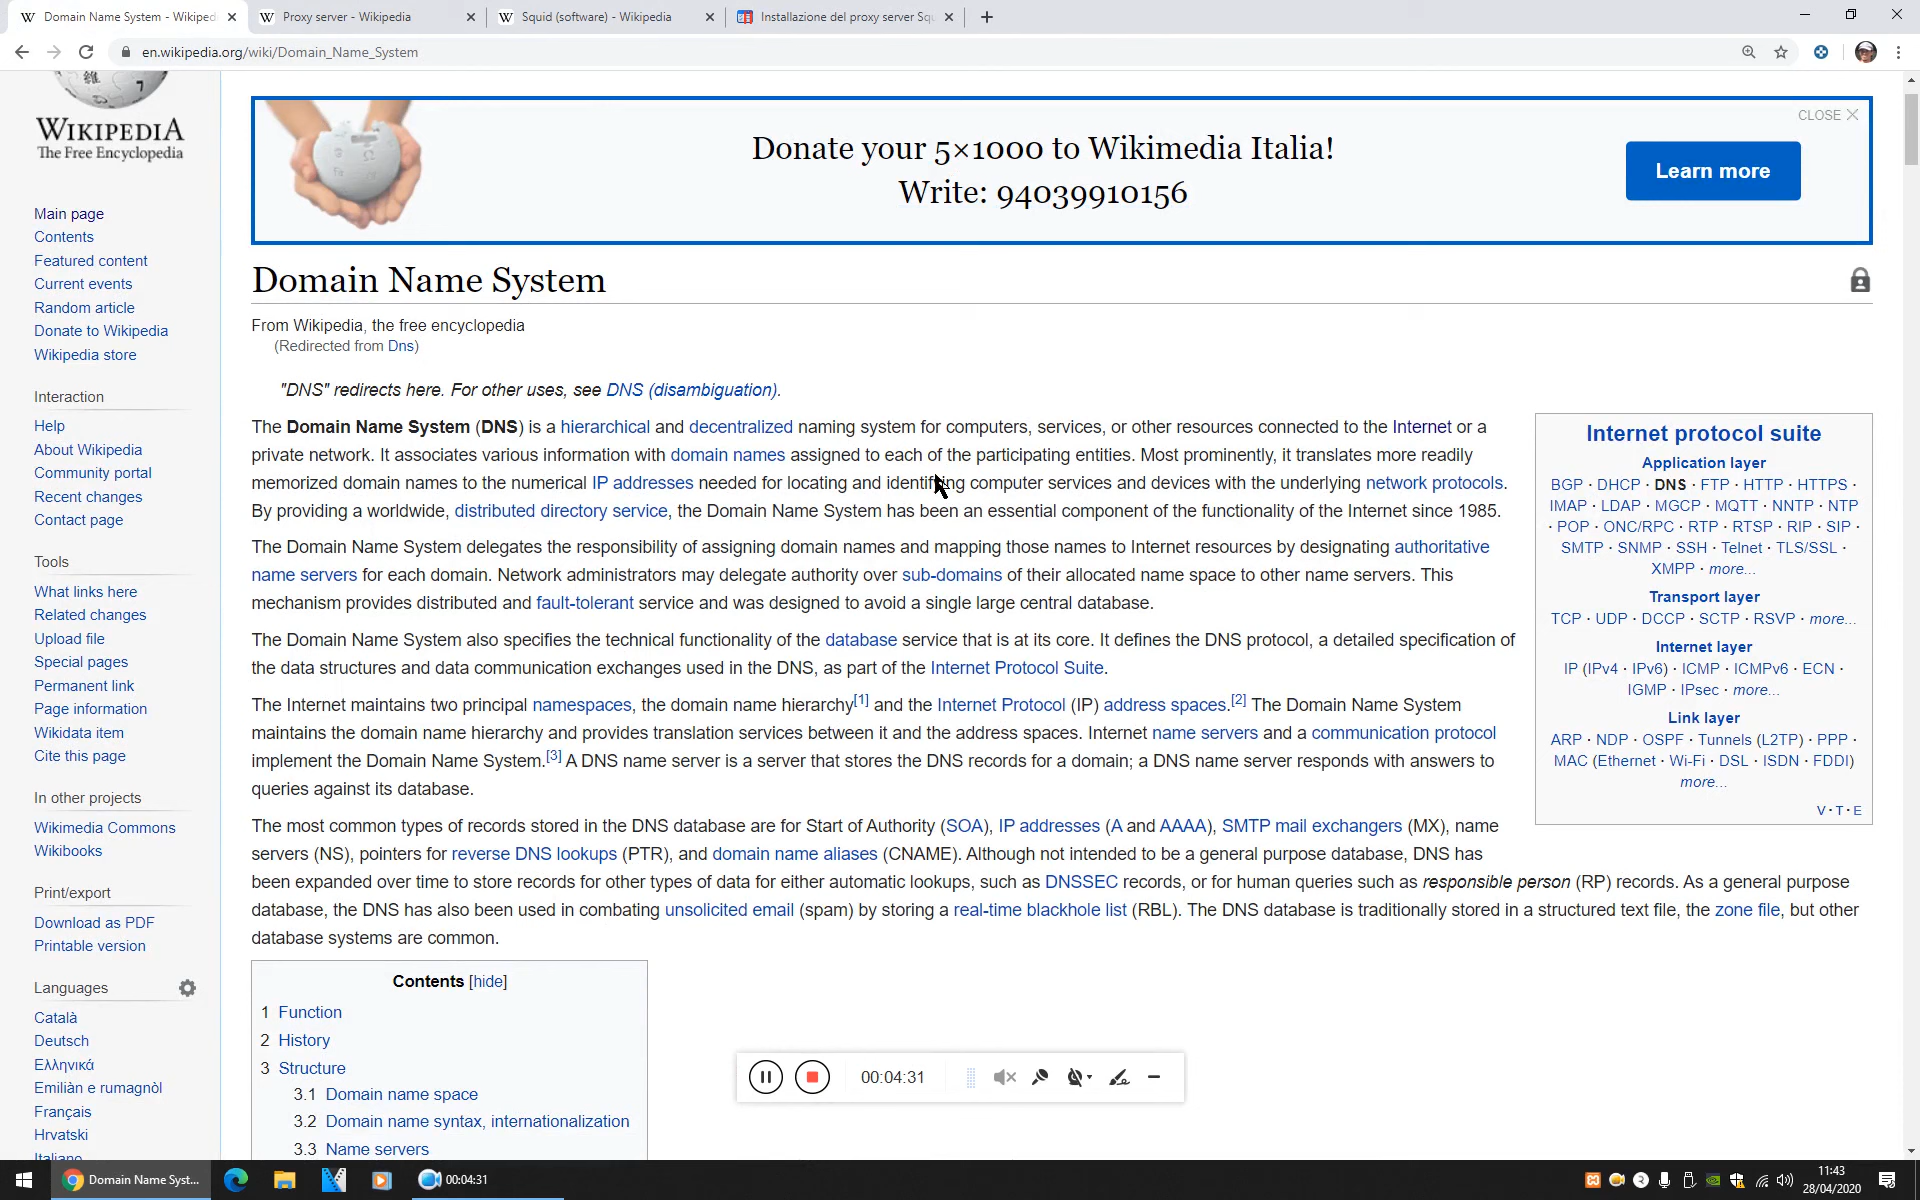 Domain Name System - Wikiped
Proxy server - Wikipedia
Squid (software) - Wikipedia
Installazione del proxy server Squ
en.wikipedia.org/wiki/Domain_Name_System
WIKIPEDIA
The Free Encyclopedia
Main page
Contents
Featured content
Current events
Random article
Donate to Wikipedia
Wikipedia store
Interaction
Help
About Wikipedia
Community portal
Recent changes
Contact page
Tools
What links here
Related changes
Upload file
Special pages
Permanent link
Page information
Wikidata item
Cite this page
In other projects
Wikimedia Commons
Wikibooks
Print/export
Download as PDF
Printable version
Languages
Català
Deutsch
Ελληνικά
Emiliàn e rumagnòl
Français
Hrvatski
Italiano
CLOSE
Donate your 5×1000 to Wikimedia Italia!
Write: 94039910156
Learn more
Domain Name System
From Wikipedia, the free encyclopedia
(Redirected from Dns)
"DNS" redirects here. For other uses, see DNS (disambiguation).
The Domain Name System (DNS) is a hierarchical and decentralized naming system for computers, services, or other resources connected to the Internet or a
private network. It associates various information with domain names assigned to each of the participating entities. Most prominently, it translates more readily
memorized domain names to the numerical IP addresses needed for locating and identifying computer services and devices with the underlying network protocols.
By providing a worldwide, distributed directory service, the Domain Name System has been an essential component of the functionality of the Internet since 1985.
The Domain Name System delegates the responsibility of assigning domain names and mapping those names to Internet resources by designating authoritative
name servers for each domain. Network administrators may delegate authority over sub-domains of their allocated name space to other name servers. This
mechanism provides distributed and fault-tolerant service and was designed to avoid a single large central database.
The Domain Name System also specifies the technical functionality of the database service that is at its core. It defines the DNS protocol, a detailed specification of
the data structures and data communication exchanges used in the DNS, as part of the Internet Protocol Suite.
The Internet maintains two principal namespaces, the domain name hierarchy[1] and the Internet Protocol (IP) address spaces.[2] The Domain Name System
maintains the domain name hierarchy and provides translation services between it and the address spaces. Internet name servers and a communication protocol
implement the Domain Name System.[3] A DNS name server is a server that stores the DNS records for a domain; a DNS name server responds with answers to
queries against its database.
The most common types of records stored in the DNS database are for Start of Authority (SOA), IP addresses (A and AAAA), SMTP mail exchangers (MX), name
servers (NS), pointers for reverse DNS lookups (PTR), and domain name aliases (CNAME). Although not intended to be a general purpose database, DNS has
been expanded over time to store records for other types of data for either automatic lookups, such as DNSSEC records, or for human queries such as responsible person (RP) records. As a general purpose
database, the DNS has also been used in combating unsolicited email (spam) by storing a real-time blackhole list (RBL). The DNS database is traditionally stored in a structured text file, the zone file, but other
database systems are common.
Internet protocol suite
Application layer
BGP · DHCP · DNS · FTP · HTTP · HTTPS ·
IMAP · LDAP · MGCP · MQTT · NNTP · NTP
· POP · ONC/RPC · RTP · RTSP · RIP · SIP ·
SMTP · SNMP · SSH · Telnet · TLS/SSL ·
XMPP · more...
Transport layer
TCP · UDP · DCCP · SCTP · RSVP · more...
Internet layer
IP (IPv4 · IPv6) · ICMP · ICMPv6 · ECN ·
IGMP · IPsec · more...
Link layer
ARP · NDP · OSPF · Tunnels (L2TP) · PPP ·
MAC (Ethernet · Wi-Fi · DSL · ISDN · FDDI)
more...
V · T · E
Contents [hide]
1 Function
2 History
3 Structure
3.1 Domain name space
3.2 Domain name syntax, internationalization
3.3 Name servers
00:04:31
Domain Name Syst...
00:04:31
11:43
28/04/2020